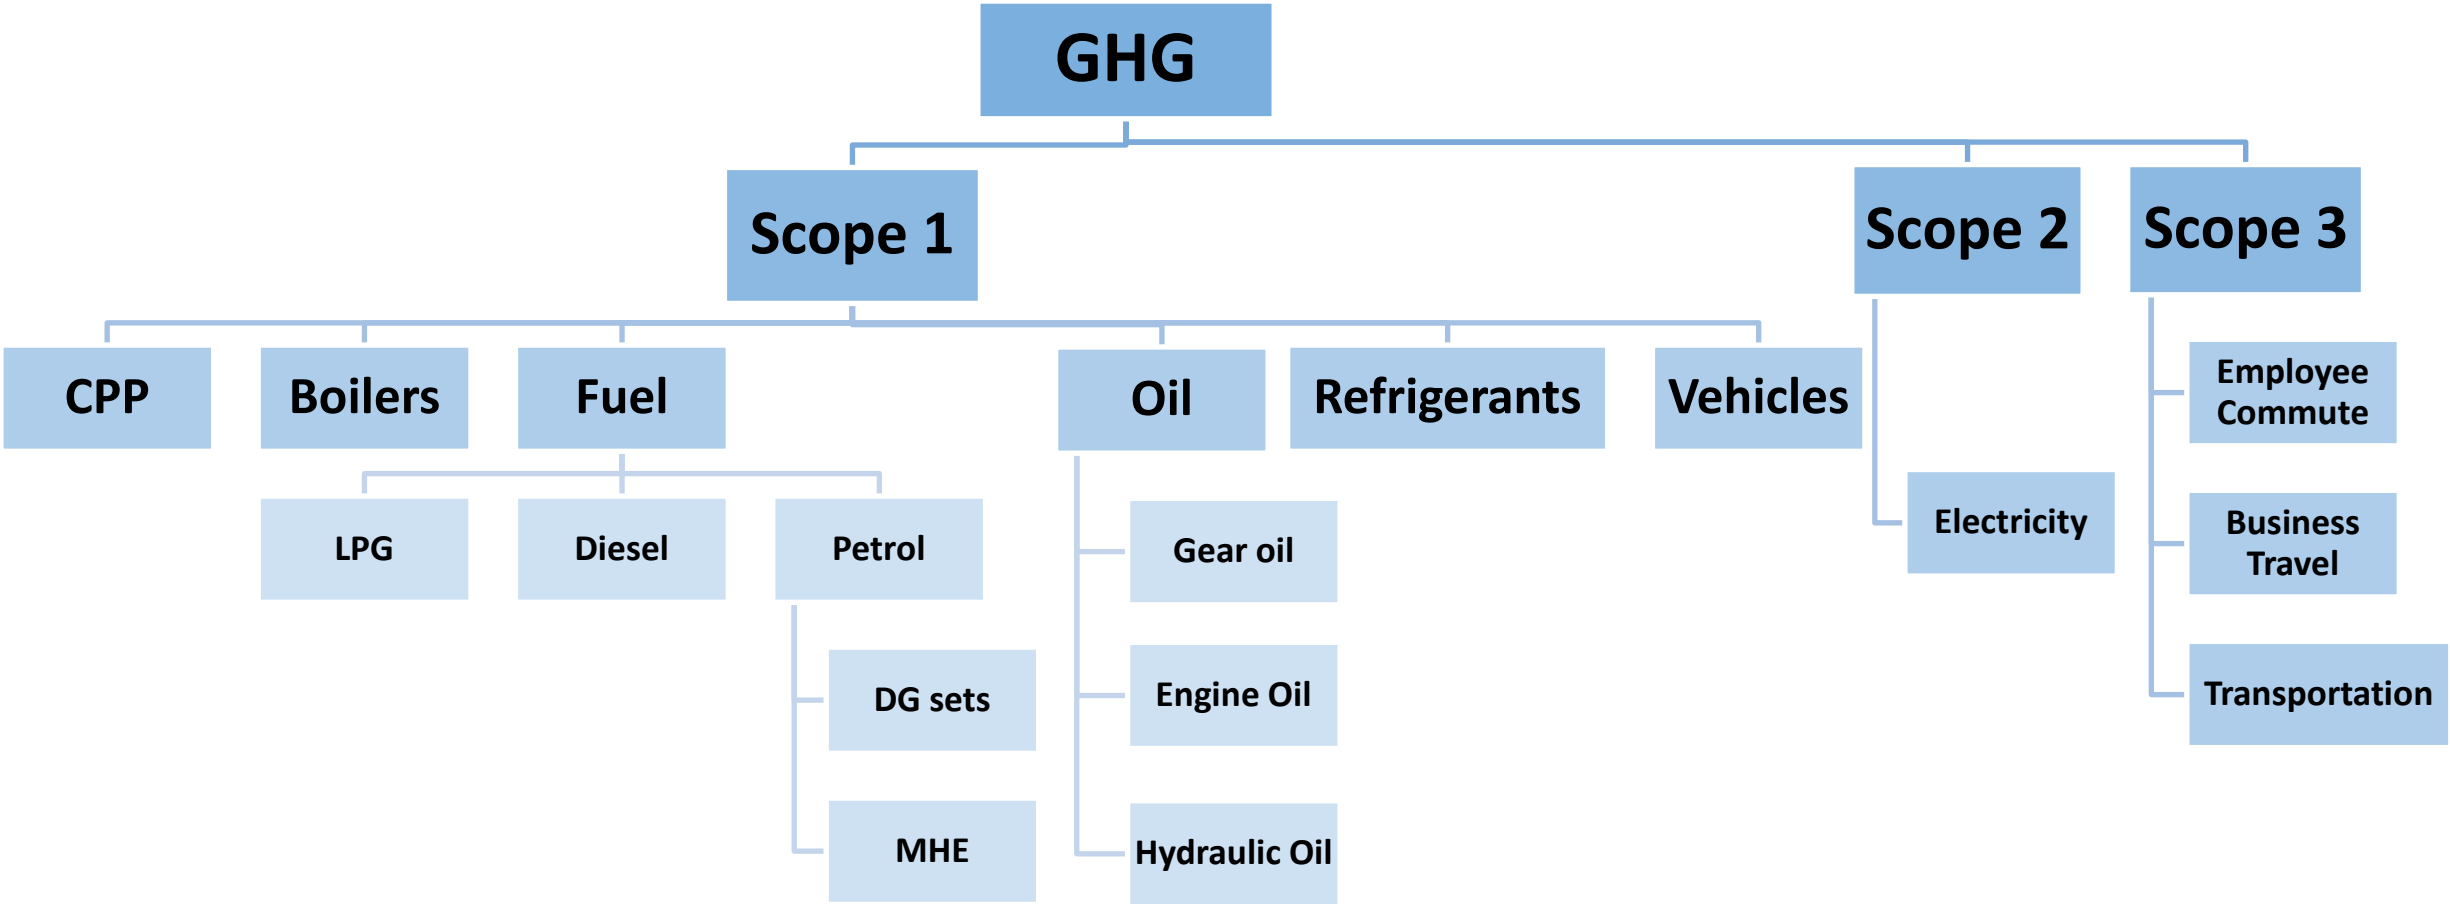 GHG
Scope 1
Scope 2
Scope 3
CPP
Boilers
Fuel
Oil
Refrigerants
Vehicles
Employee
Commute
LPG
Diesel
Petrol
Gear oil
Electricity
Business
Travel
DG sets
Engine Oil
Transportation
MHE
Hydraulic Oil